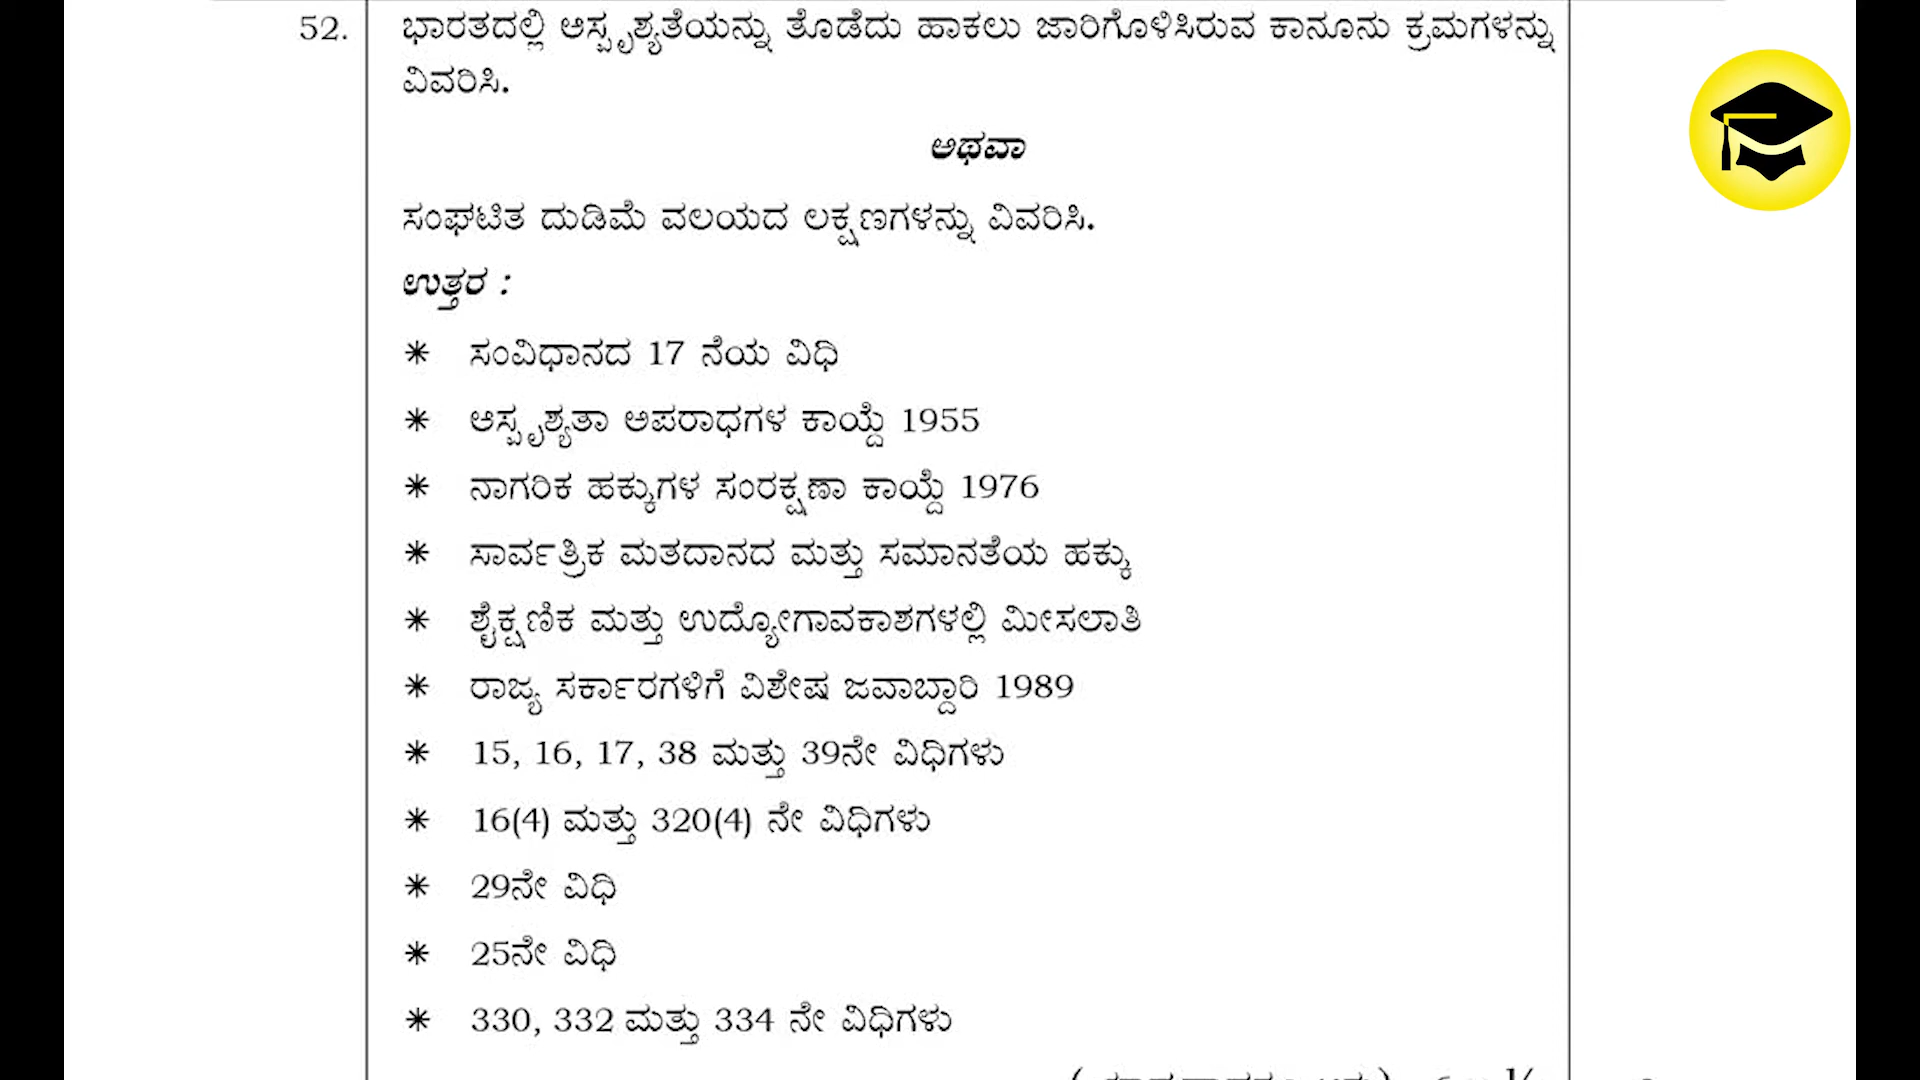 52. ಭಾರತದಲ್ಲಿ ಅಸ್ಪೃಶ್ಯತೆಯನ್ನು ತೊಡೆದು ಹಾಕಲು ಜಾರಿಗೊಳಿಸಿರುವ ಕಾನೂನು ಕ್ರಮಗಳನ್ನು
ವಿವರಿಸಿ.
ಅಥವಾ
ಸಂಘಟಿತ ದುಡಿಮೆ ವಲಯದ ಲಕ್ಷಣಗಳನ್ನು ವಿವರಿಸಿ.
ಉತ್ತರ :
* ಸಂವಿಧಾನದ 17 ನೆಯ ವಿಧಿ
* ಆಸ್ಪೃಶ್ಯತಾ ಅಪರಾಧಗಳ ಕಾಯ್ದೆ 1955
* ನಾಗರಿಕ ಹಕ್ಕುಗಳ ಸಂರಕ್ಷಣಾ ಕಾಯ್ದೆ 1976
* ಸಾರ್ವತ್ರಿಕ ಮತದಾನದ ಮತ್ತು ಸಮಾನತೆಯ ಹಕ್ಕು
* ಶೈಕ್ಷಣಿಕ ಮತ್ತು ಉದ್ಯೋಗಾವಕಾಶಗಳಲ್ಲಿ ಮೀಸಲಾತಿ
* ರಾಜ್ಯ ಸರ್ಕಾರಗಳಿಗೆ ವಿಶೇಷ ಜವಾಬ್ದಾರಿ 1989
* 15, 16, 17, 38 ಮತ್ತು 39ನೇ ವಿಧಿಗಳು
* 16(4) ಮತ್ತು 320(4) ನೇ ವಿಧಿಗಳು
* 29ನೇ ವಿಧಿ
* 25ನೇ ವಿಧಿ
* 330, 332 ಮತ್ತು 334 ನೇ ವಿಧಿಗಳು